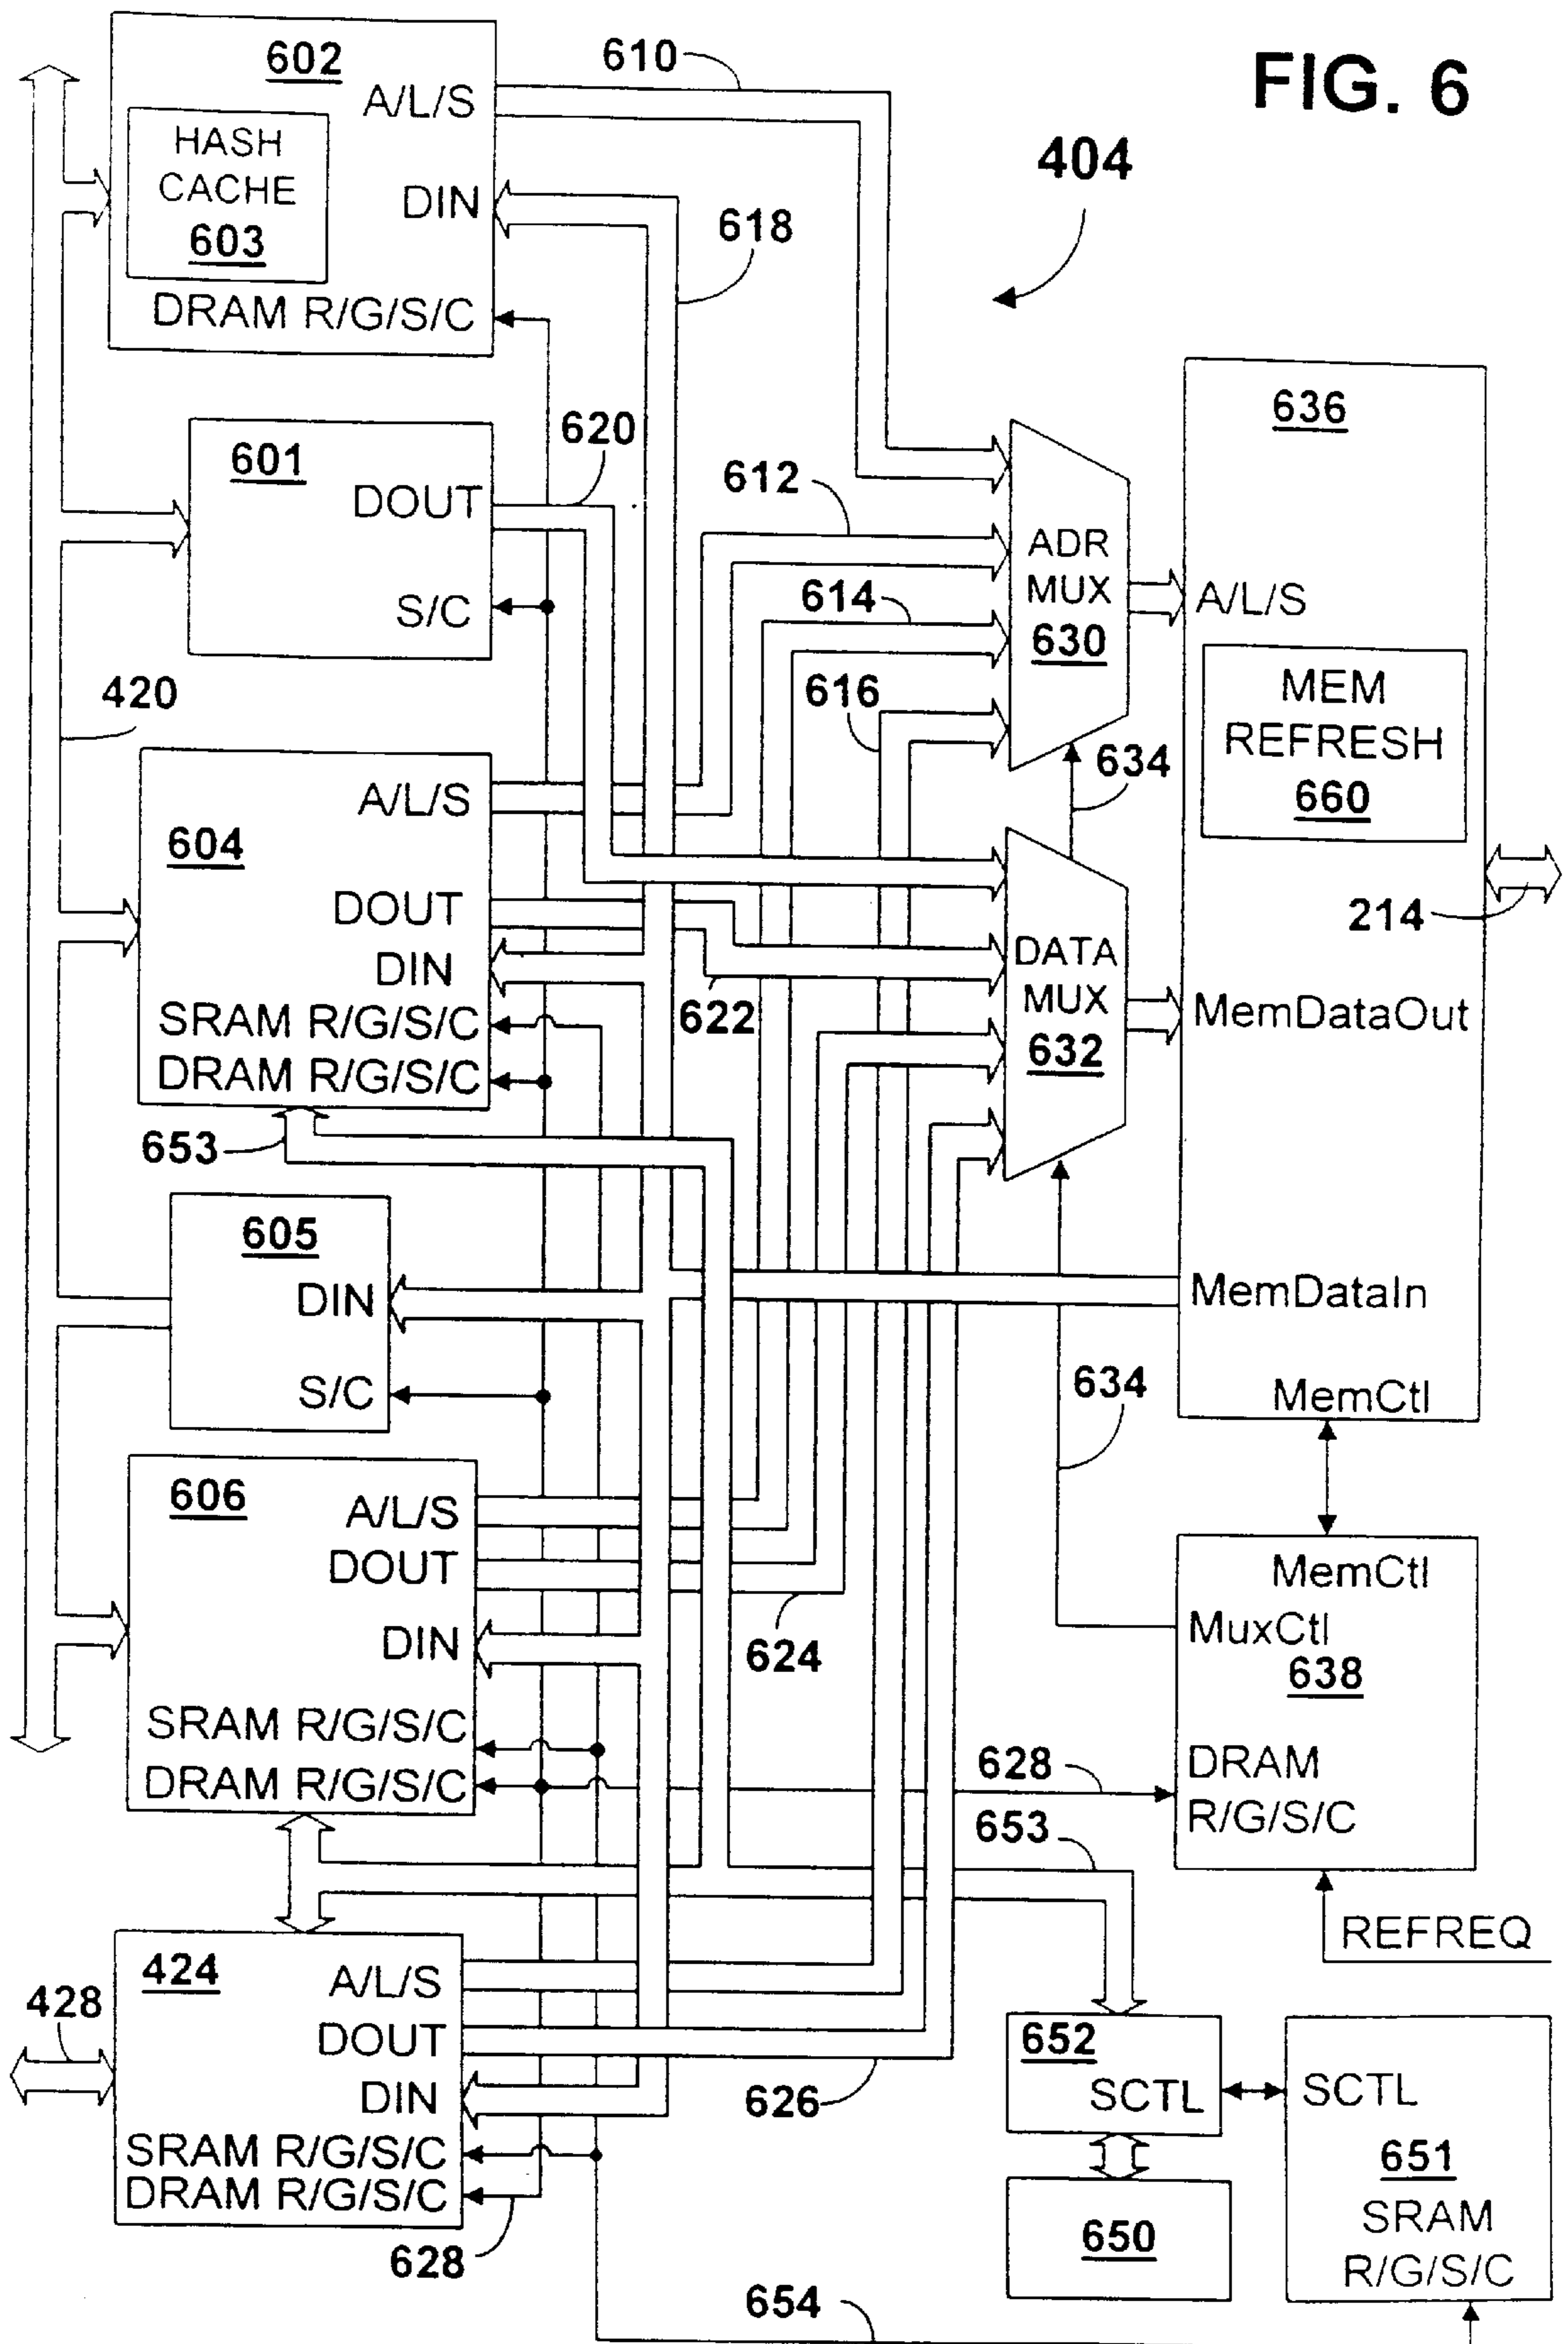 FIG. 6
404
602
A/L/S
HASH
CACHE
603
DIN
DRAM R/G/S/C
610
618
601
DOUT
S/C
620
612
614
616
420
ADR
MUX
630
634
636
A/L/S
MEM
REFRESH
660
214
MemDataOut
MemDataIn
MemCtl
604
A/L/S
DOUT
DIN
SRAM R/G/S/C
DRAM R/G/S/C
622
DATA
MUX
632
653
605
DIN
S/C
634
606
A/L/S
DOUT
DIN
SRAM R/G/S/C
DRAM R/G/S/C
624
MemCtl
MuxCtl
638
DRAM
R/G/S/C
628
653
REFREQ
424
A/L/S
DOUT
DIN
SRAM R/G/S/C
DRAM R/G/S/C
428
626
628
652
SCTL
650
SCTL
651
SRAM
R/G/S/C
654